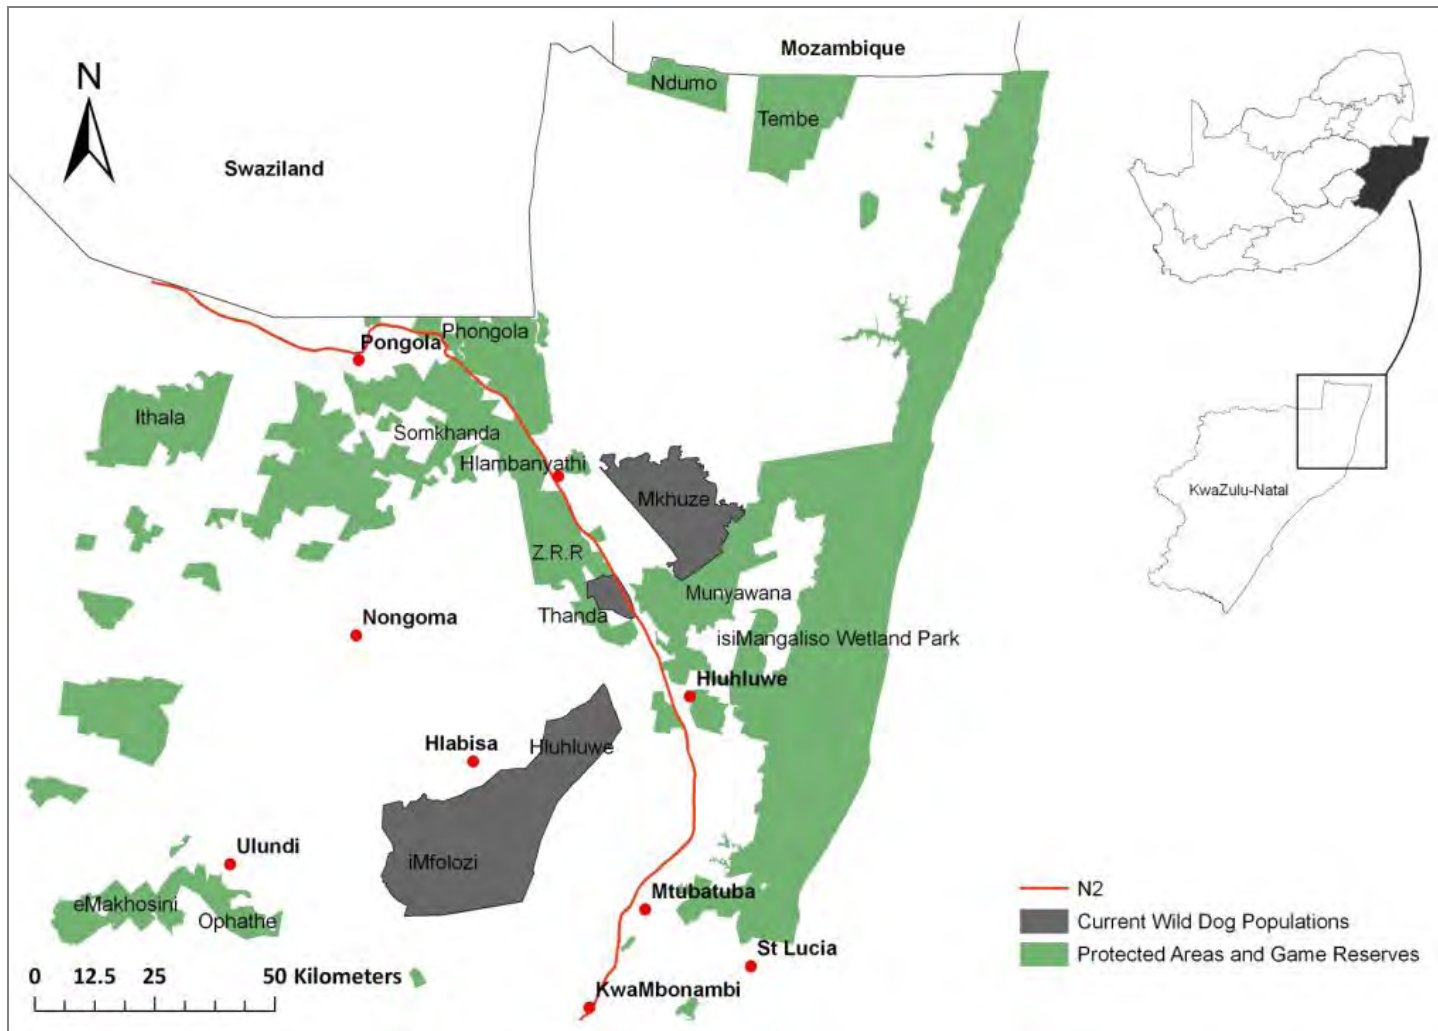 Mozambique
N
Ndumo
Tembe
Swaziland
Phongola
Pongola
Ithala
Somkhanda
Hlambanyathi
Mkhuze
KwaZulu-Natal
Z.R.R
Munyawana
Thanda
Nongoma
isiMangaliso Wetland Park
Hluhluwe
Hlabisa
Hluhluwe
Ulundi
iMfolozi
eMakhosini
Ophathe
Mtubatuba
St Lucia
KwaMbonambi
0 12.5 25 50 Kilometers
N2
Current Wild Dog Populations
Protected Areas and Game Reserves